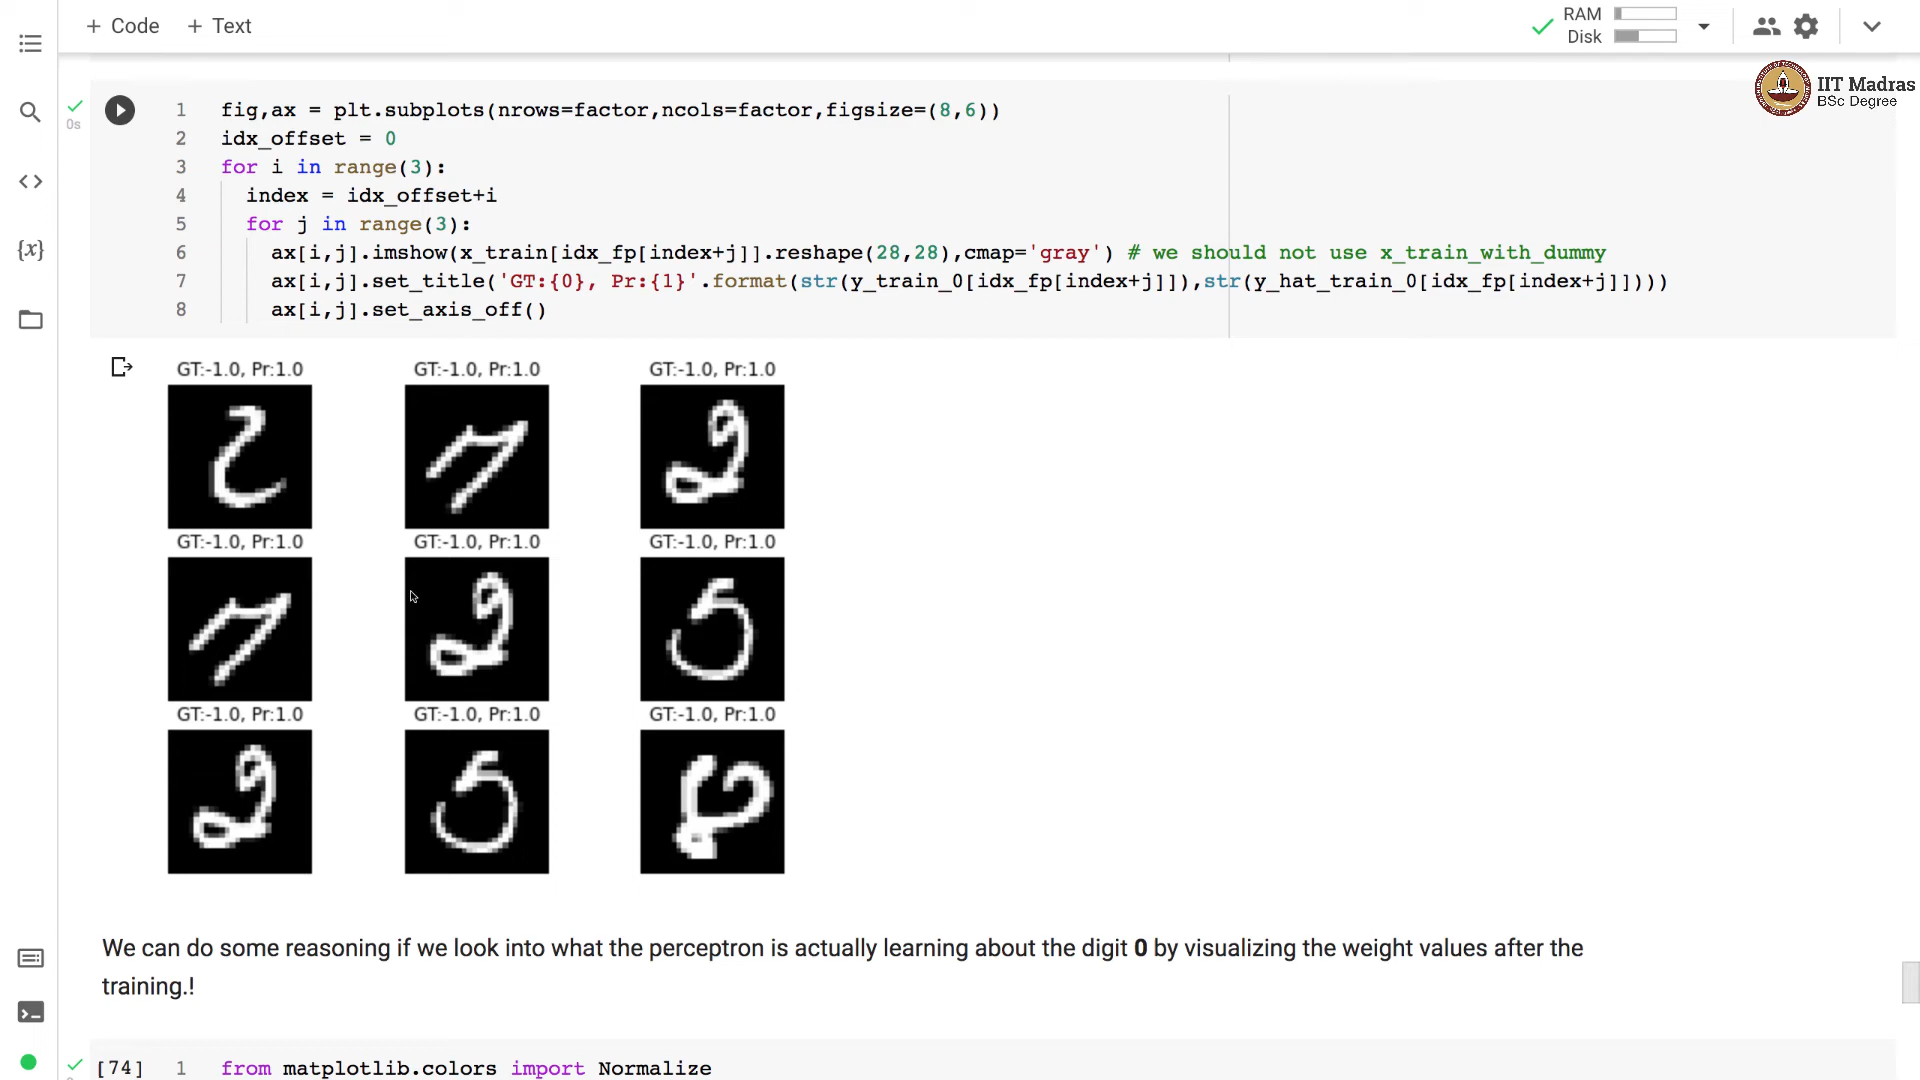 + Code + Text
RAM
Disk
IIT Madras
BSc Degree
0s
1 fig,ax = plt.subplots(nrows=factor,ncols=factor,figsize=(8,6))
2 idx_offset = 0
3 for i in range(3):
4 index = idx_offset+i
5 for j in range(3):
6 ax[i,j].imshow(x_train[idx_fp[index+j]].reshape(28,28),cmap='gray') # we should not use x_train_with_dummy
7 ax[i,j].set_title('GT:{0}, Pr:{1}'.format(str(y_train_0[idx_fp[index+j]]),str(y_hat_train_0[idx_fp[index+j]])))
8 ax[i,j].set_axis_off()
GT:-1.0, Pr:1.0 GT:-1.0, Pr:1.0 GT:-1.0, Pr:1.0
GT:-1.0, Pr:1.0 GT:-1.0, Pr:1.0 GT:-1.0, Pr:1.0
GT:-1.0, Pr:1.0 GT:-1.0, Pr:1.0 GT:-1.0, Pr:1.0
We can do some reasoning if we look into what the perceptron is actually learning about the digit 0 by visualizing the weight values after the
training.!
[74] 1 from matplotlib.colors import Normalize